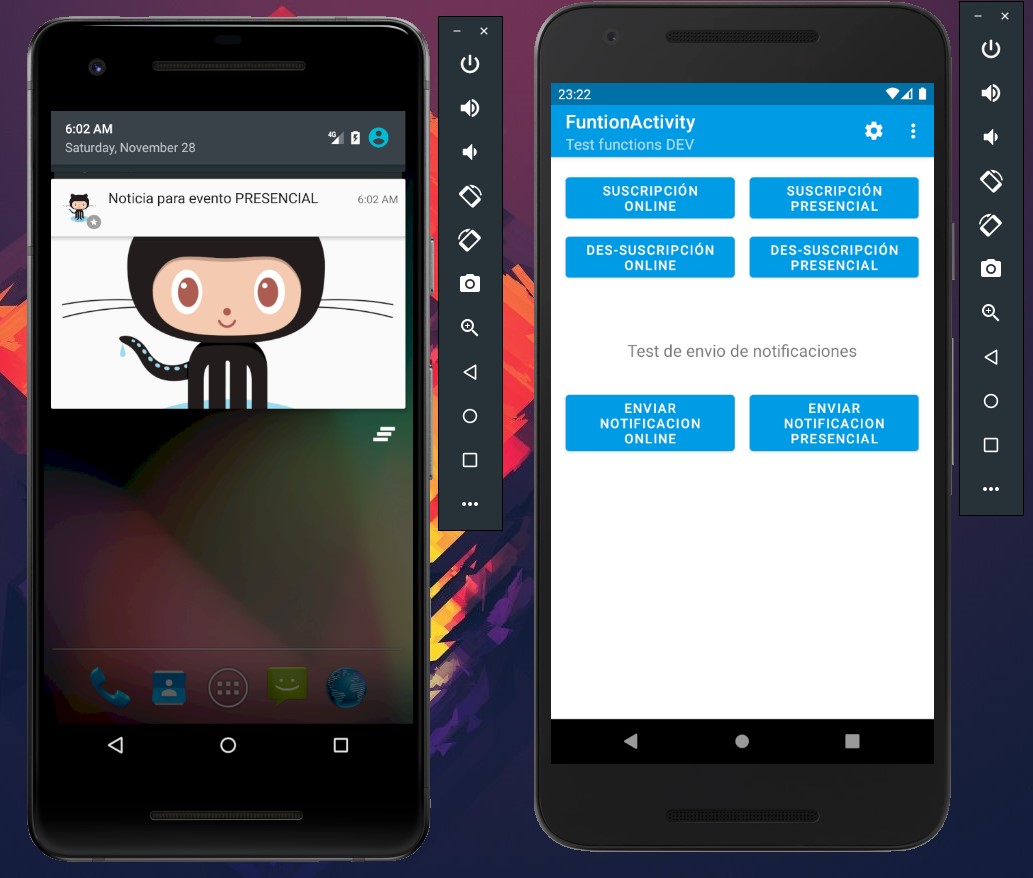 6:02 AM
Saturday, November 28
4G
Noticia para evento PRESENCIAL
6:02 AM
23:22
FuntionActivity
Test functions DEV
SUSCRIPCIÓN
ONLINE
SUSCRIPCIÓN
PRESENCIAL
DES-SUSCRIPCIÓN
ONLINE
DES-SUSCRIPCIÓN
PRESENCIAL
Test de envio de notificaciones
ENVIAR
NOTIFICACION
ONLINE
ENVIAR
NOTIFICACION
PRESENCIAL